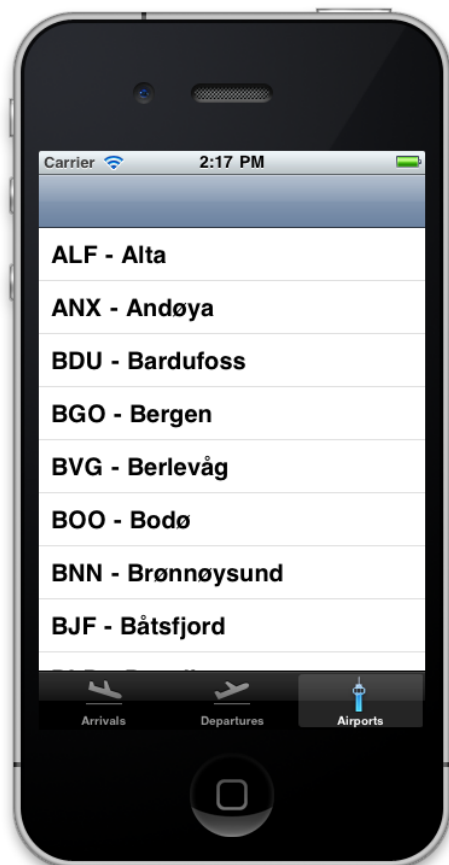 Carrier 2:17 PM
ALF - Alta
ANX - Andøya
BDU - Bardufoss
BGO - Bergen
BVG - Berlevåg
BOO - Bodø
BNN - Brønnøysund
BJF - Båtsfjord
Arrivals Departures Airports